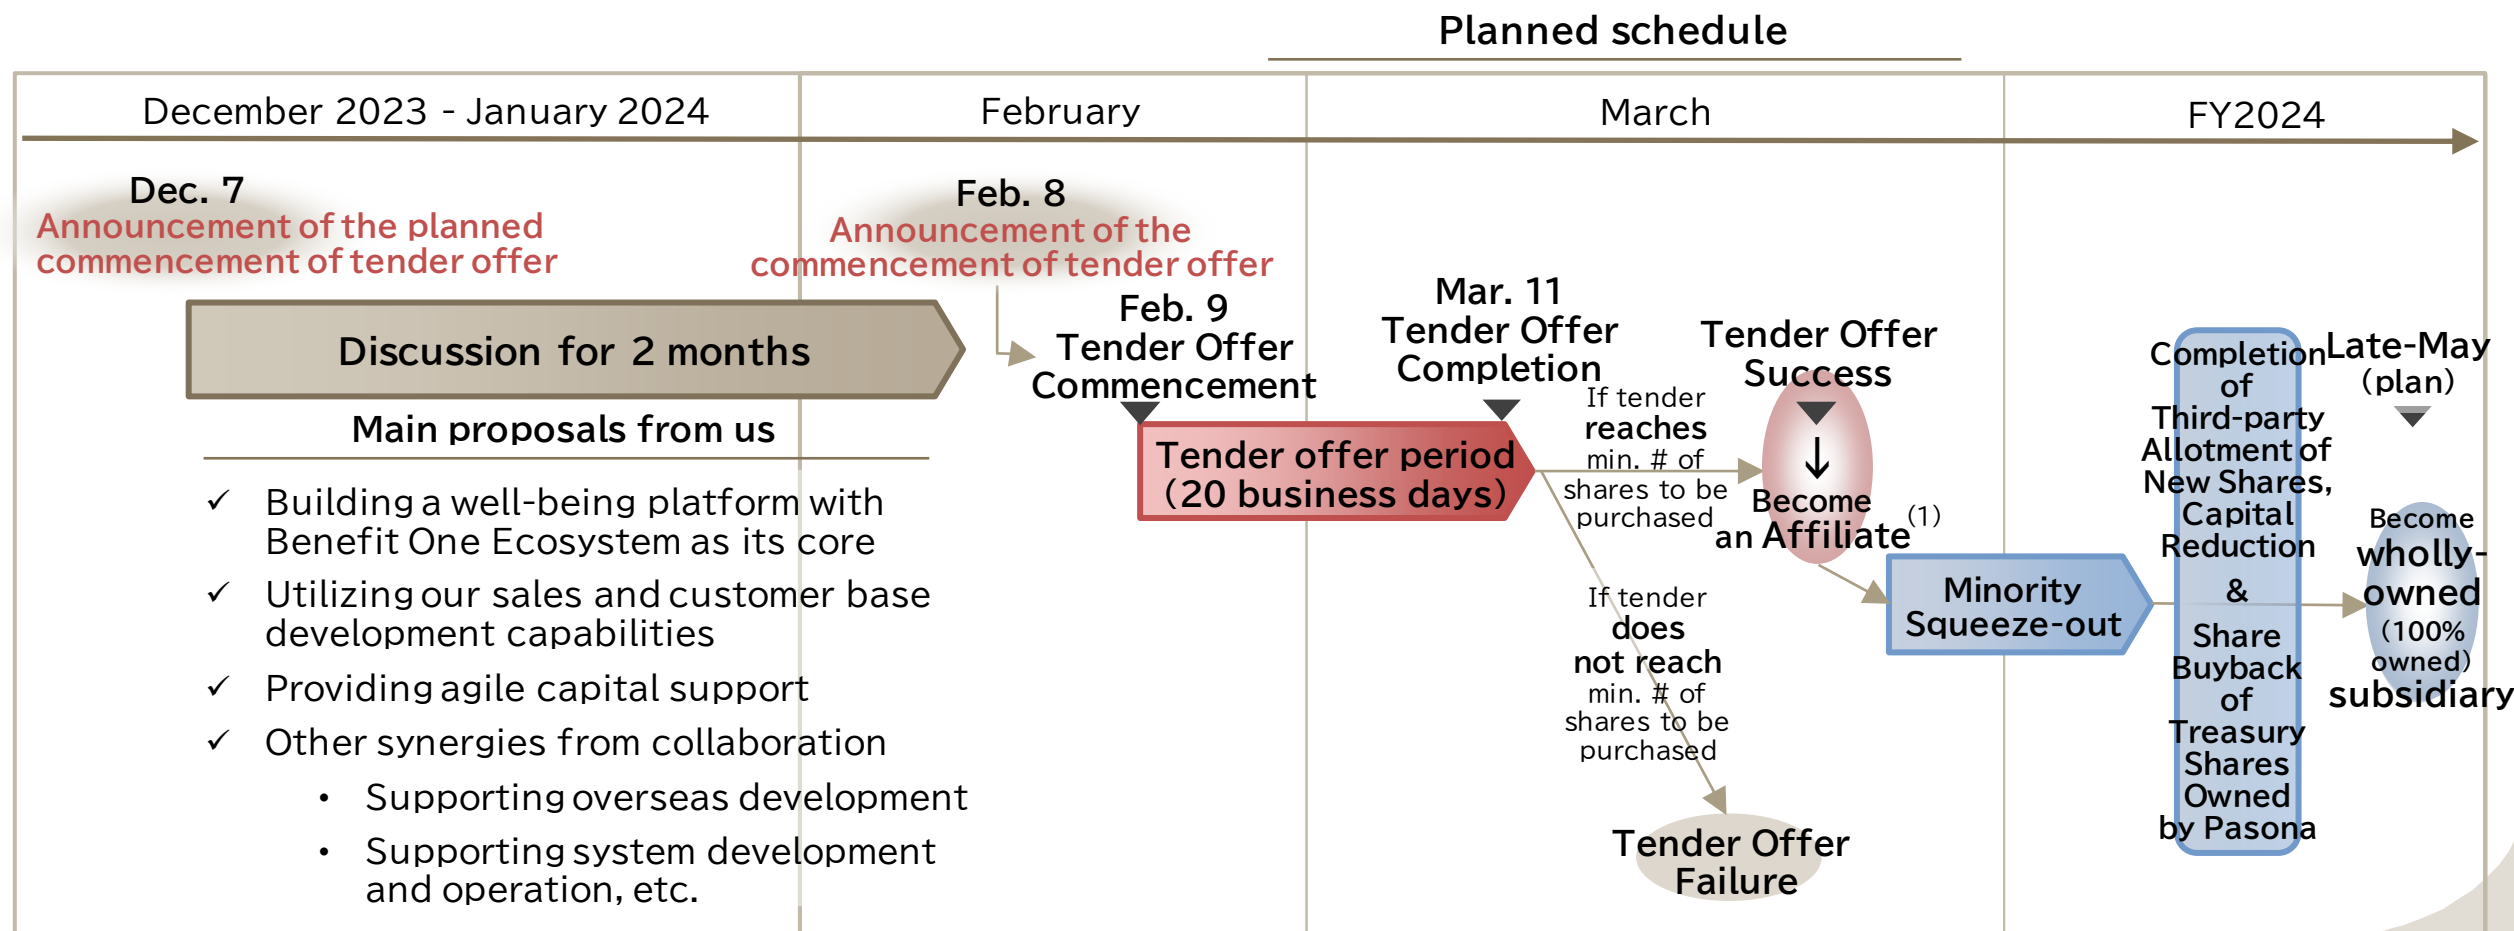 Planned schedule
December 2023 - January 2024
February
March
FY2024
Dec. 7
Announcement of the planned
commencement of tender offer
Feb. 8
Announcement of the
commencement of tender offer
Discussion for 2 months
Main proposals from us
✓ Building a well-being platform with
Benefit One Ecosystem as its core
✓ Utilizing our sales and customer base
development capabilities
✓ Providing agile capital support
✓ Other synergies from collaboration
• Supporting overseas development
• Supporting system development
and operation, etc.
Feb. 9
Tender Offer
Commencement
Mar. 11
Tender Offer
Completion
Tender offer period
(20 business days)
If tender
reaches
min. # of
shares to be
purchased
Tender Offer
Success
↓
Become
an Affiliate(1)
If tender
does
not reach
min. # of
shares to be
purchased
Tender Offer
Failure
Minority
Squeeze-out
Completion
of
Third-party
Allotment of
New Shares,
Capital
Reduction
&
Share
Buyback
of
Treasury
Shares
Owned
by Pasona
Late-May
(plan)
Become
wholly-
owned
(100%
owned)
subsidiary